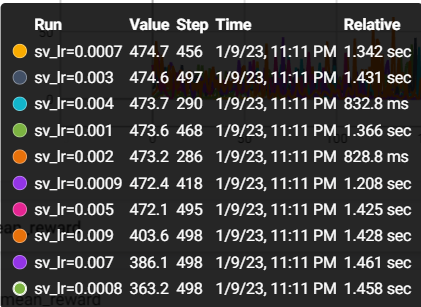 Run Value Step Time Relative
sv_lr=0.0007 474.7 456 1/9/23, 11:11 PM 1.342 sec
sv_lr=0.003 474.6 497 1/9/23, 11:11 PM 1.431 sec
sv_lr=0.004 473.7 290 1/9/23, 11:11 PM 832.8 ms
sv_lr=0.001 473.6 468 1/9/23, 11:11 PM 1.366 sec
sv_lr=0.002 473.2 286 1/9/23, 11:11 PM 828.8 ms
sv_lr=0.0009 472.4 418 1/9/23, 11:11 PM 1.208 sec
sv_lr=0.005 472.1 495 1/9/23, 11:11 PM 1.425 sec
sv_lr=0.009 403.6 498 1/9/23, 11:11 PM 1.428 sec
sv_lr=0.007 386.1 498 1/9/23, 11:11 PM 1.461 sec
sv_lr=0.0008 363.2 498 1/9/23, 11:11 PM 1.458 sec
mean_reward